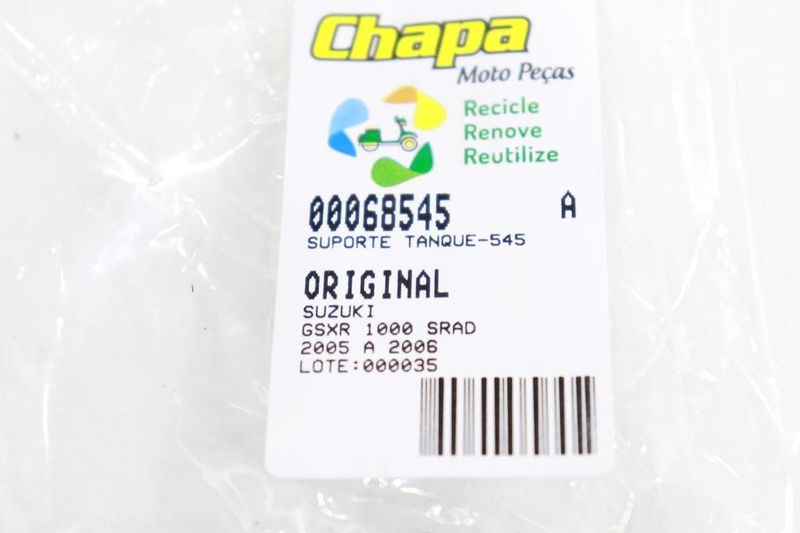 Chapa
Moto Peças
Recicle
Renove
Reutilize
00068545 A
SUPORTE TANQUE-545
ORIGINAL
SUZUKI
GSXR 1000 SRAD
2005 A 2006
LOTE:000035